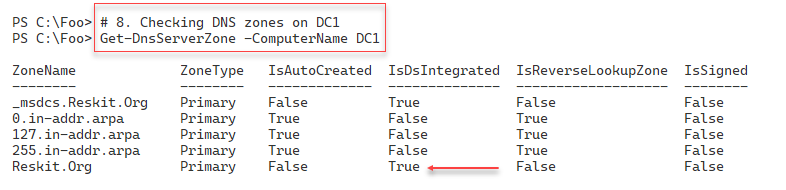 PS C:\Foo> # 8. Checking DNS zones on DC1
PS C:\Foo> Get-DnsServerZone -ComputerName DC1
ZoneName ZoneType IsAutoCreated IsDsIntegrated IsReverseLookupZone IsSigned
-------- -------- ------------- -------------- ------------------- --------
_msdcs.Reskit.Org Primary False True False False
0.in-addr.arpa Primary True False True False
127.in-addr.arpa Primary True False True False
255.in-addr.arpa Primary True False True False
Reskit.Org Primary False True False False